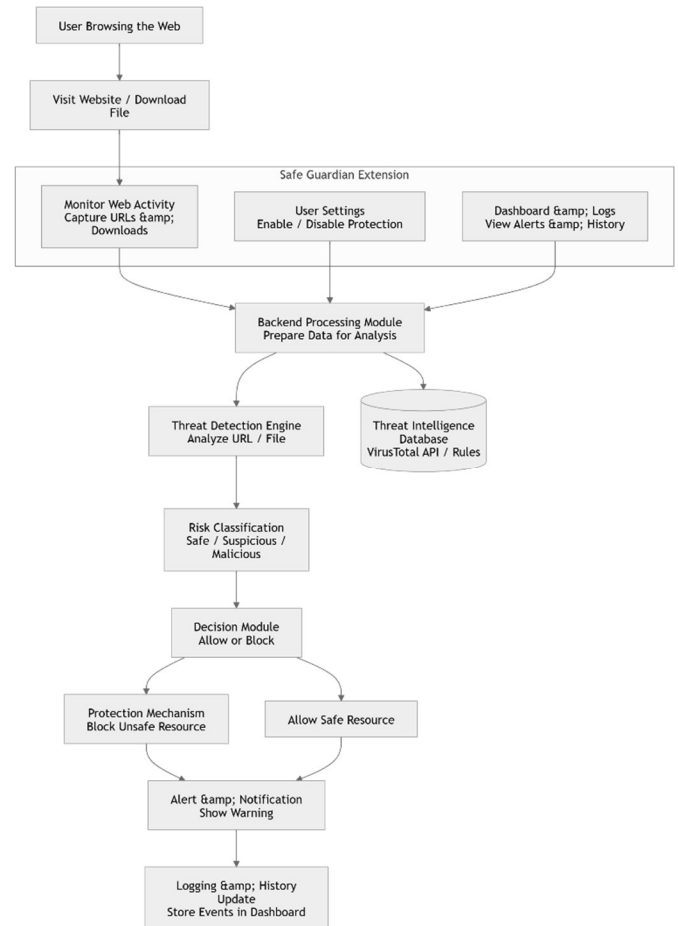 User Browsing the Web
Visit Website / Download
File
Safe Guardian Extension
Monitor Web Activity
Capture URLs &amp;
Downloads
User Settings
Enable / Disable Protection
Dashboard &amp; Logs
View Alerts &amp; History
Backend Processing Module
Prepare Data for Analysis
Threat Detection Engine
Analyze URL / File
Threat Intelligence
Database
VirusTotal API / Rules
Risk Classification
Safe / Suspicious /
Malicious
Decision Module
Allow or Block
Protection Mechanism
Block Unsafe Resource
Allow Safe Resource
Alert &amp; Notification
Show Warning
Logging &amp; History
Update
Store Events in Dashboard